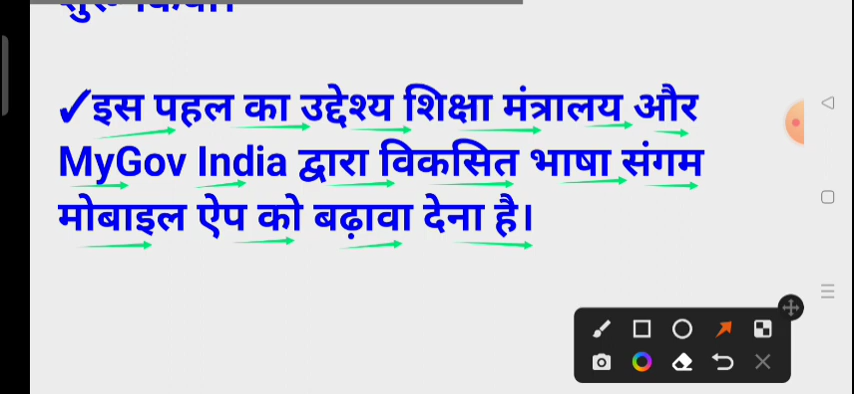 ✓इस पहल का उद्देश्य शिक्षा मंत्रालय और
MyGov India द्वारा विकसित भाषा संगम
मोबाइल ऐप को बढ़ावा देना है।